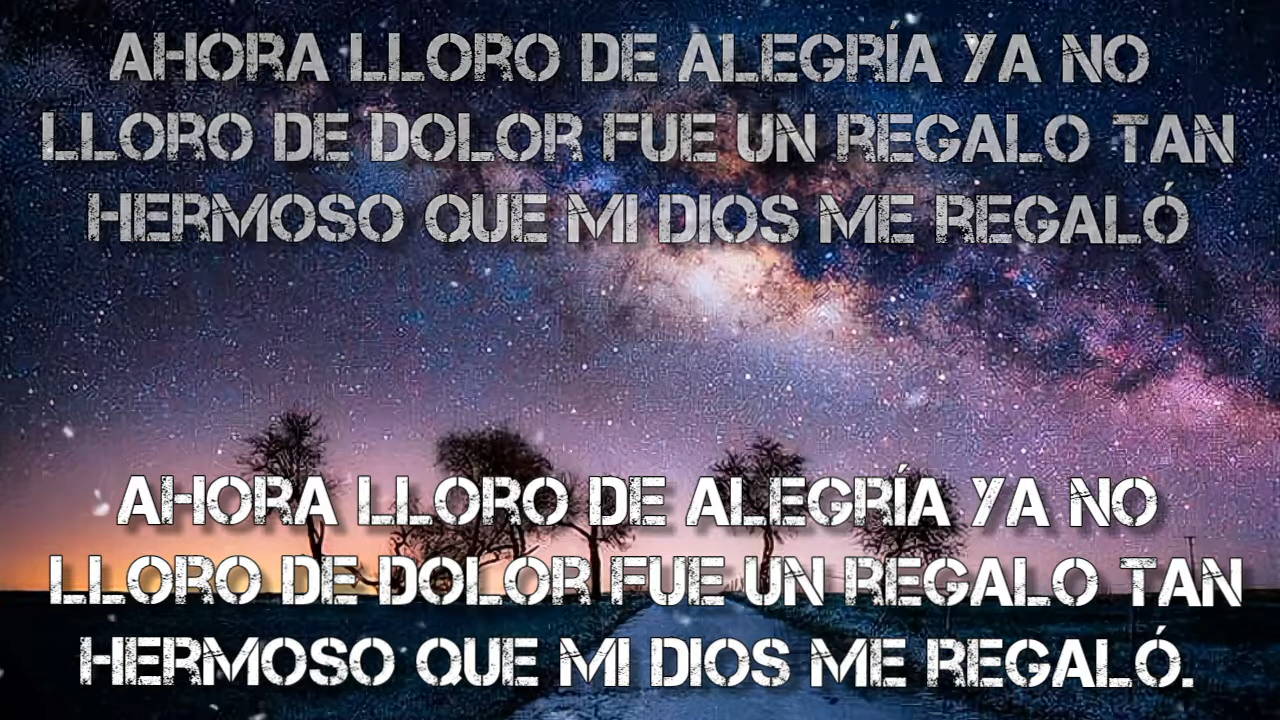 AHORA LLORO DE ALEGRÍA YA NO
LLORO DE DOLOR FUE UN REGALO TAN
HERMOSO QUE MI DIOS ME REGALÓ
AHORA LLORO DE ALEGRÍA YA NO
LLORO DE DOLOR FUE UN REGALO TAN
HERMOSO QUE MI DIOS ME REGALÓ.